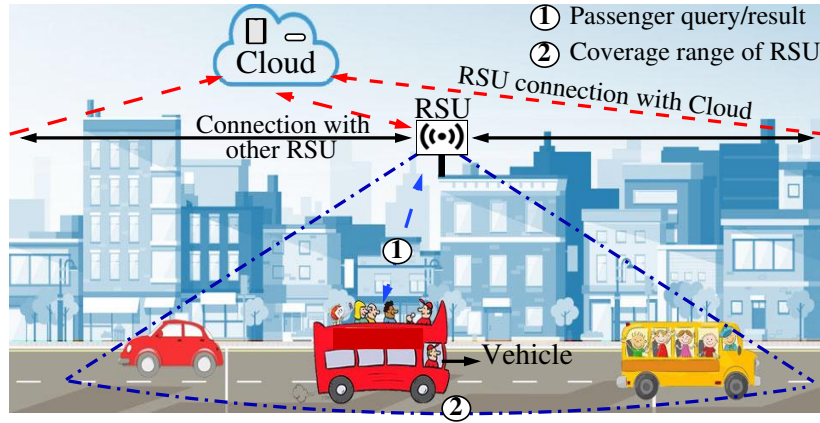 ① Passenger query/result
② Coverage range of RSU
Cloud
RSU
RSU connection with Cloud
Connection with
other RSU
①
Vehicle
②